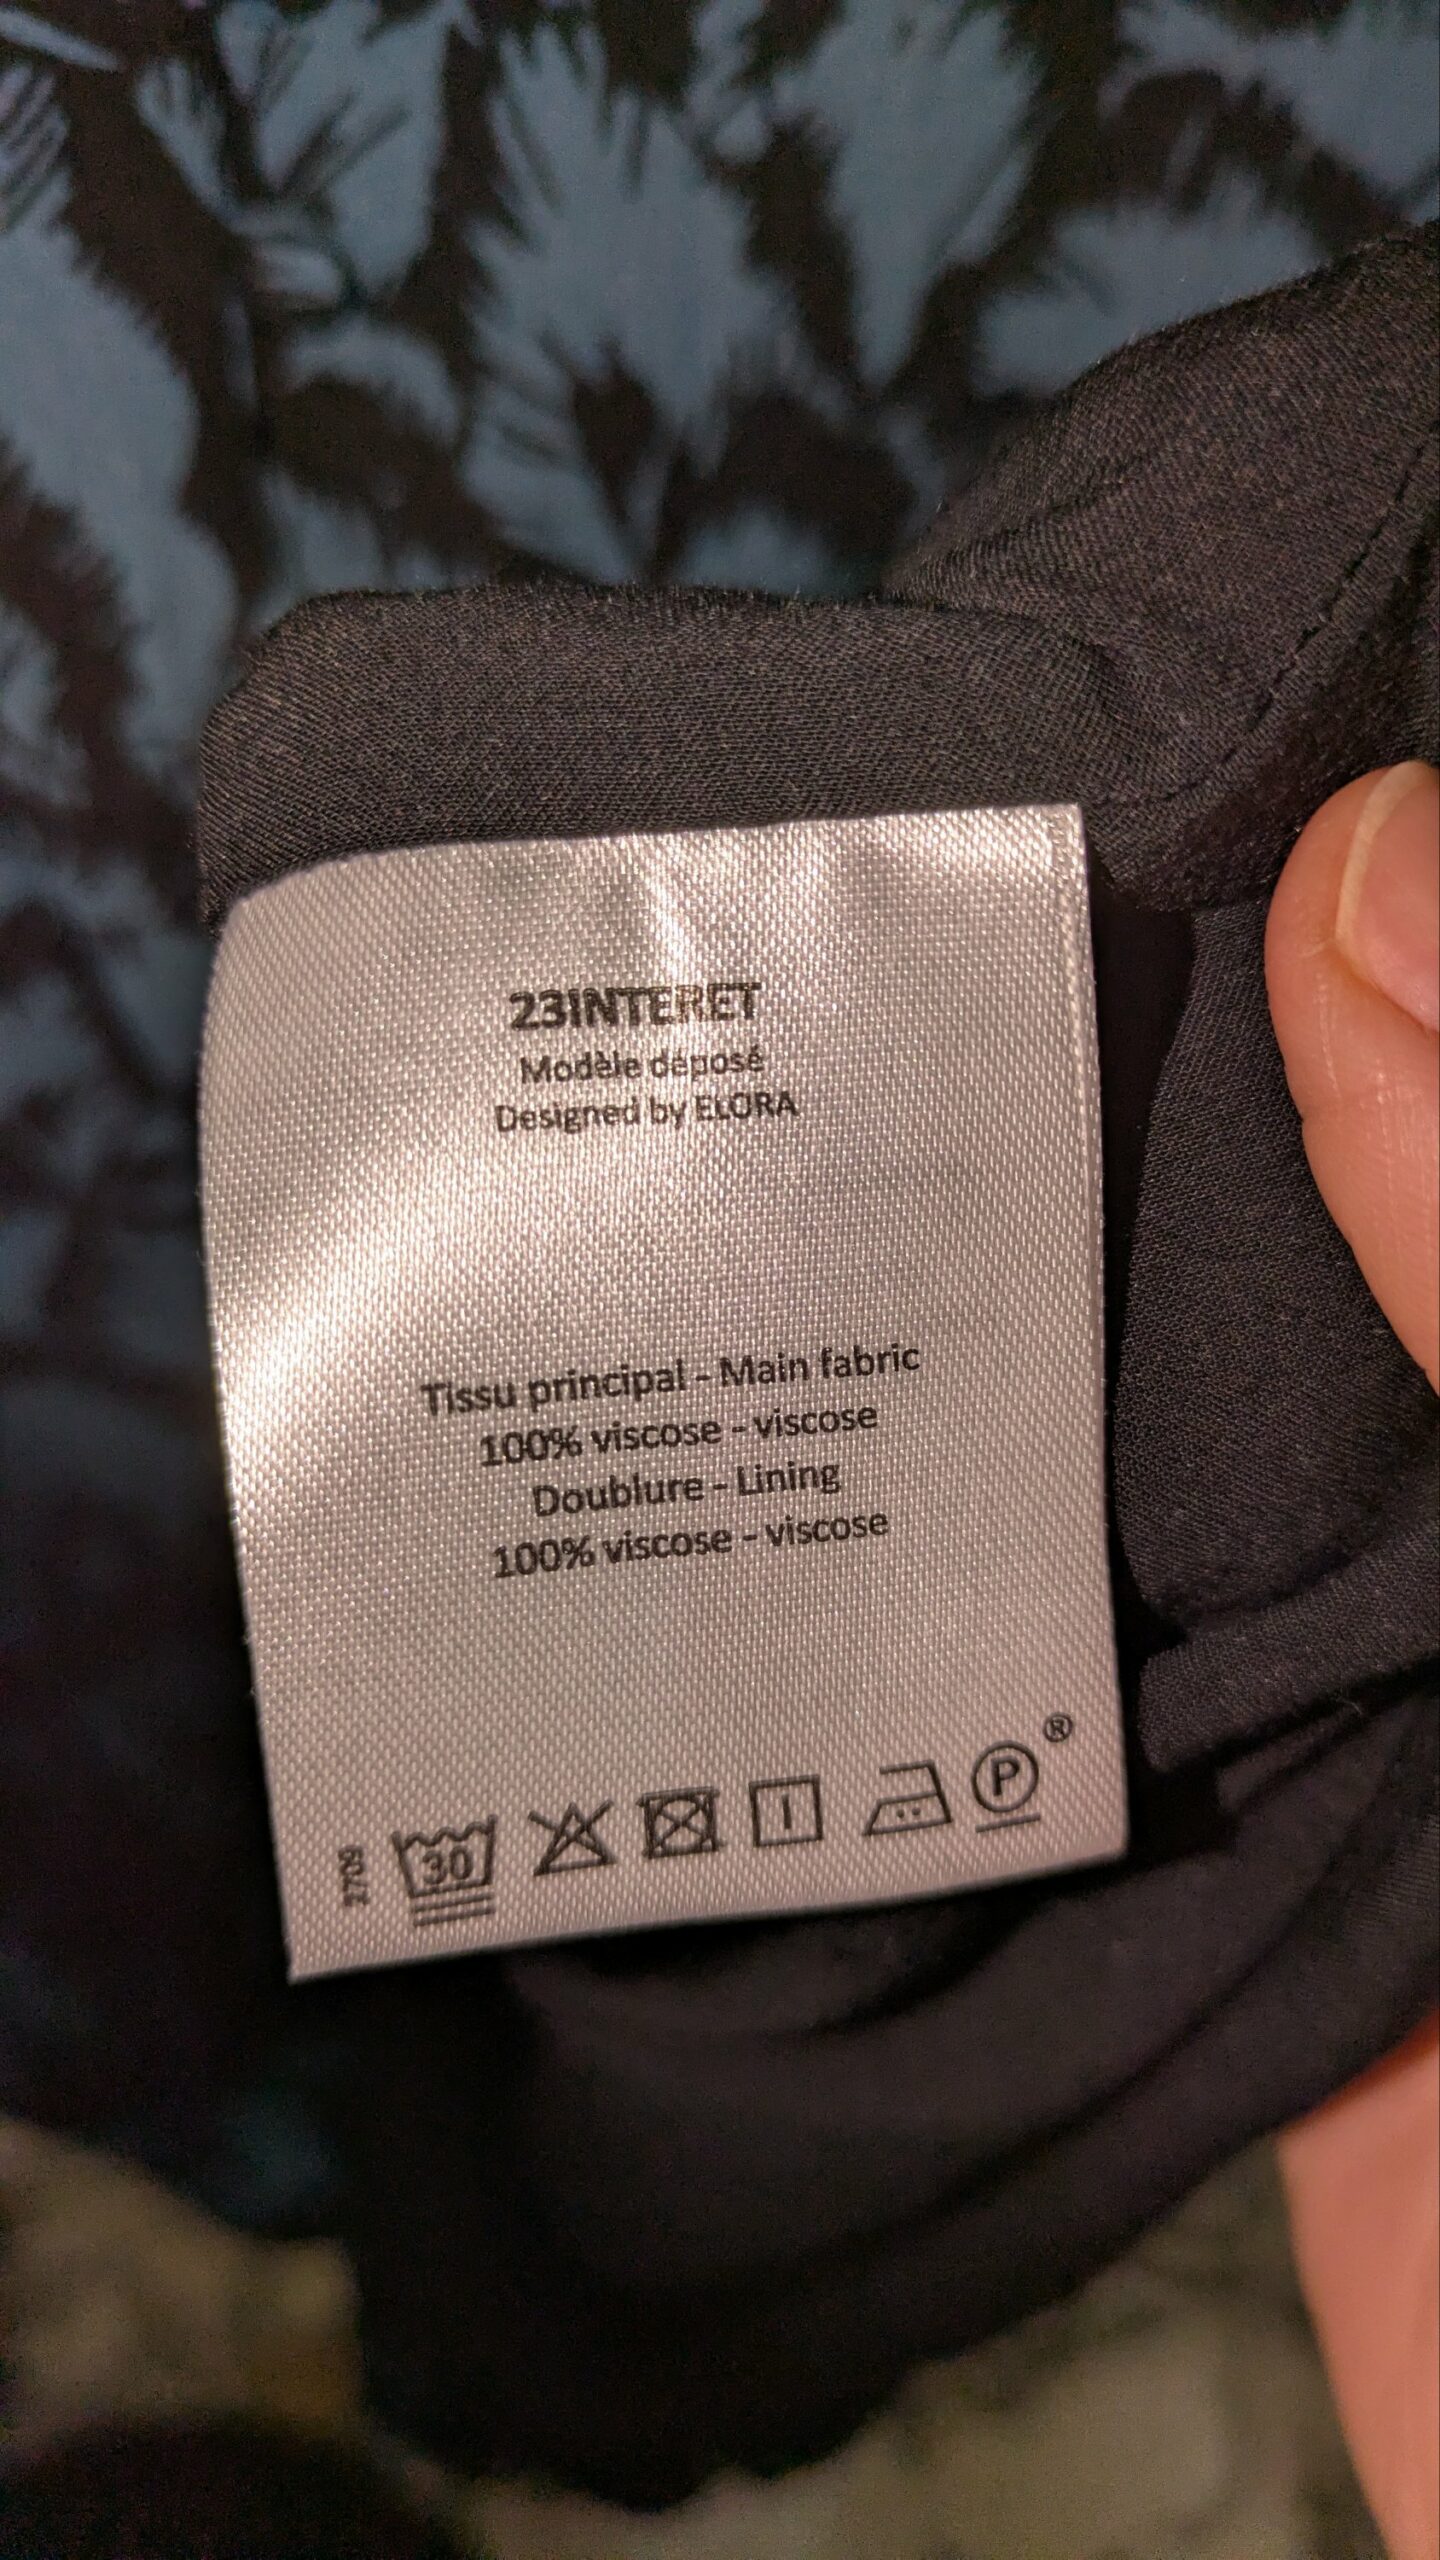 23INTERET
Modèle déposé
Designed by ELORA
Tissu principal - Main fabric
100% viscose - viscose
Doublure - Lining
100% viscose - viscose
30 P ®